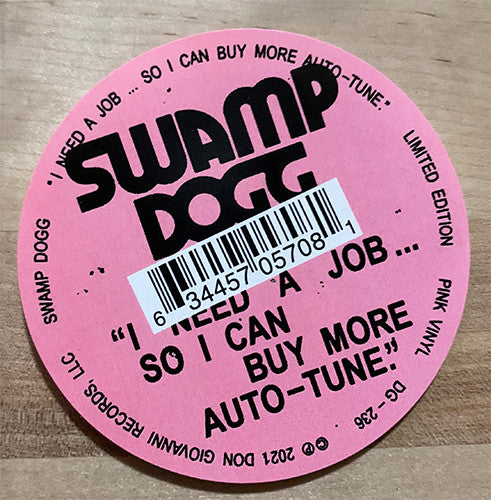 "I NEED A JOB ... SO I CAN BUY MORE AUTO-TUNE."
LIMITED EDITION PINK VINYL DG - 236
©℗ 2021 DON GIOVANNI RECORDS, LLC
SWAMP DOGG
SWAMP
DOGG
6 34457 05708 1
"I NEED A JOB...
SO I CAN
BUY MORE
AUTO-TUNE."